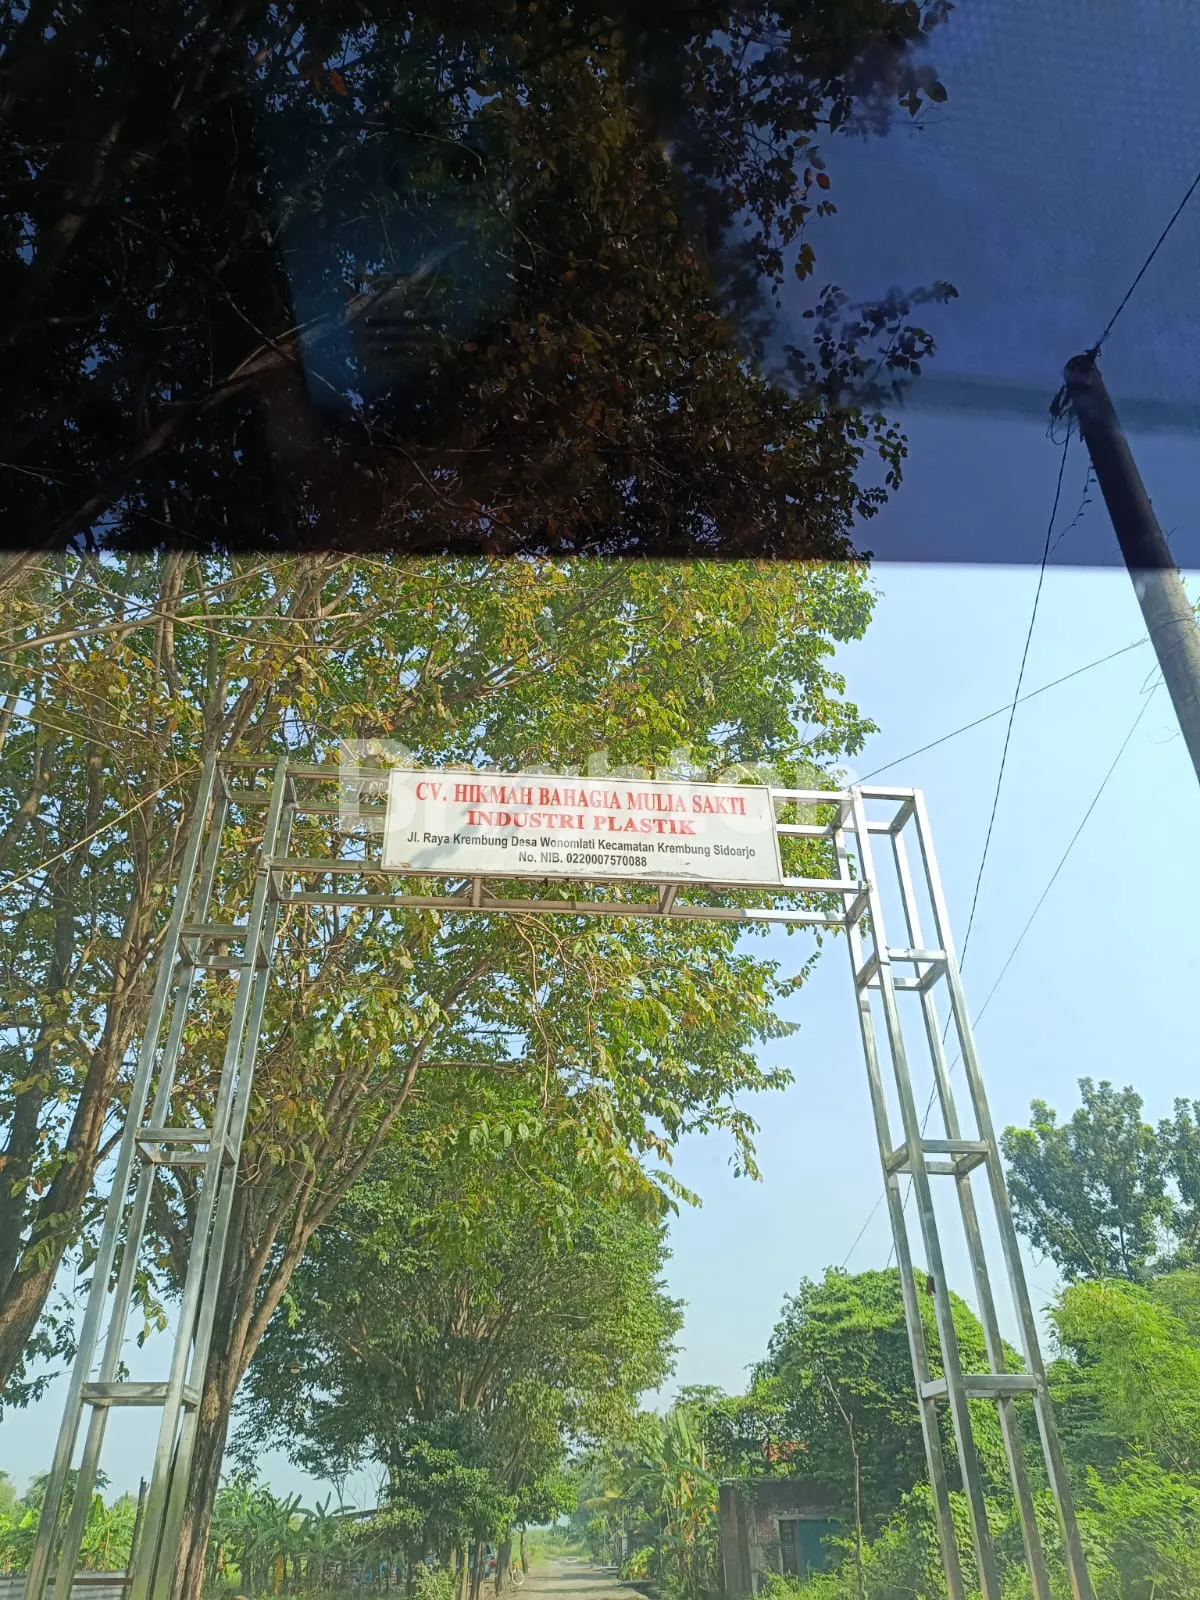 CV. HIKMAH BAHAGIA MULIA SAKTI
INDUSTRI PLASTIK
Jl. Raya Krembung Desa Wonomlati Kecamatan Krembung Sidoarjo
No. NIB. 0220007570088